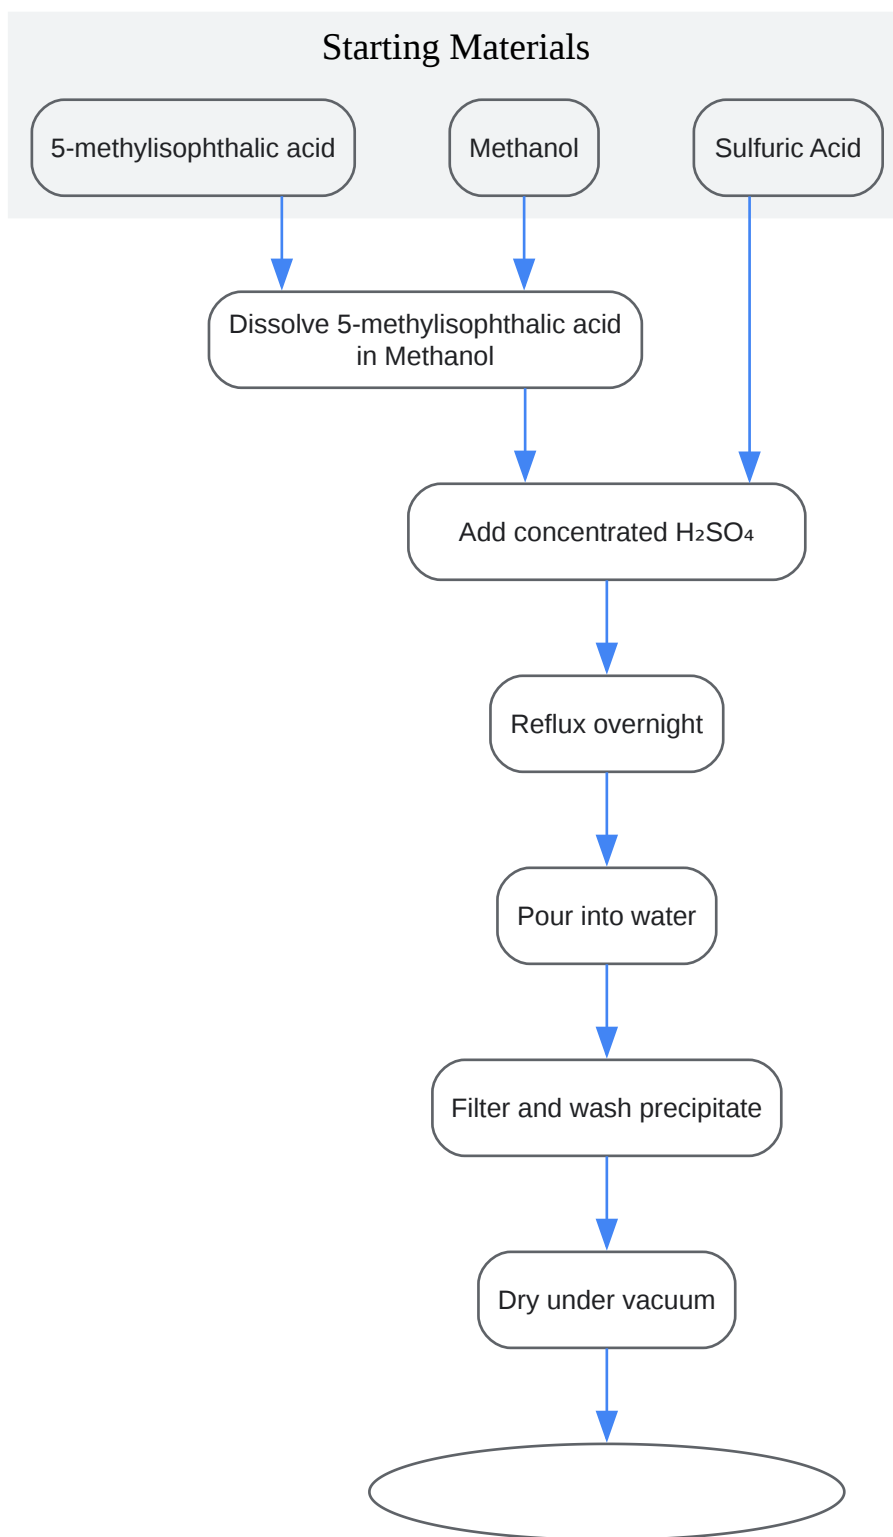 Starting Materials
5-methylisophthalic acid
Methanol
Sulfuric Acid
Dissolve 5-methylisophthalic acid
in Methanol
Add concentrated H₂SO₄
Reflux overnight
Pour into water
Filter and wash precipitate
Dry under vacuum